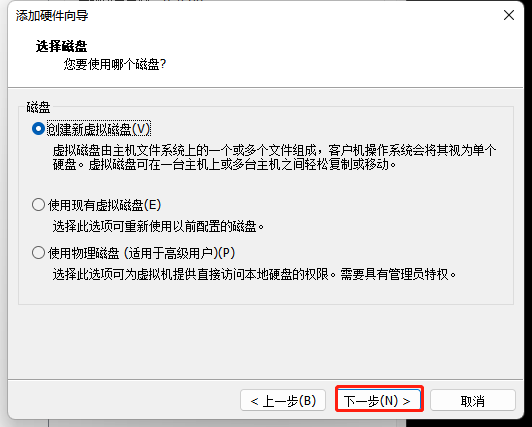 添加硬件向导
选择磁盘
您要使用哪个磁盘?
磁盘
创建新虚拟磁盘(V)
虚拟磁盘由主机文件系统上的一个或多个文件组成，客户机操作系统会将其视为单个
硬盘。虚拟磁盘可在一台主机上或多台主机之间轻松复制或移动。
使用现有虚拟磁盘(E)
选择此选项可重新使用以前配置的磁盘。
使用物理磁盘 (适用于高级用户)(P)
选择此选项可为虚拟机提供直接访问本地硬盘的权限。需要具有管理员特权。
< 上一步(B)
下一步(N) >
取消